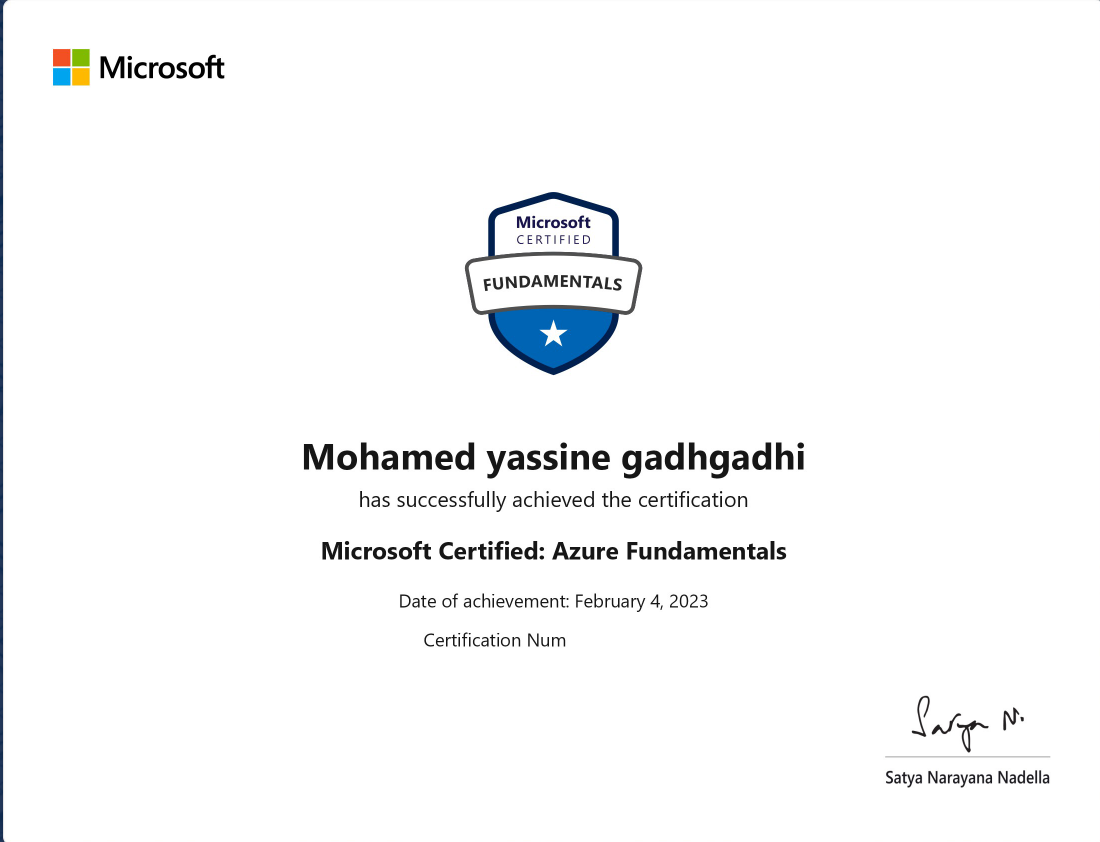 Microsoft
Microsoft
CERTIFIED
FUNDAMENTALS
Mohamed yassine gadhgadhi
has successfully achieved the certification
Microsoft Certified: Azure Fundamentals
Date of achievement: February 4, 2023
Certification Num
Satya N.
Satya Narayana Nadella